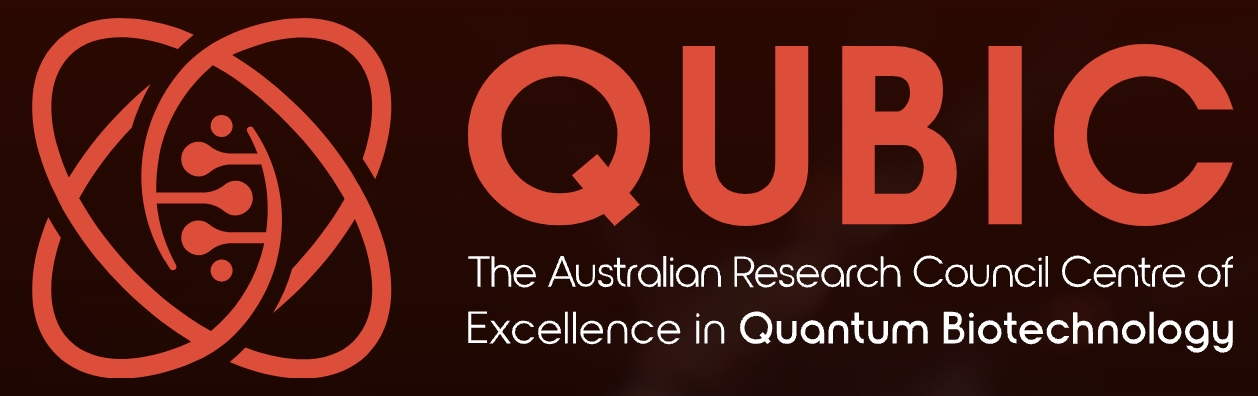 QUBIC
The Australian Research Council Centre of
Excellence in Quantum Biotechnology